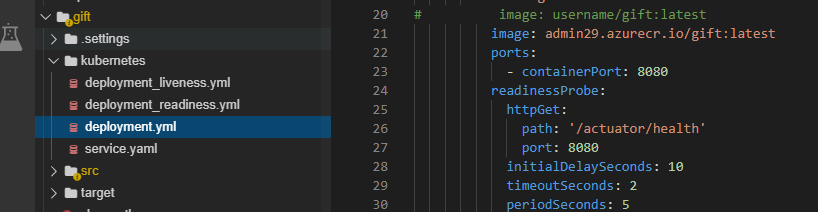 gift
.settings
kubernetes
deployment_liveness.yml
deployment_readiness.yml
deployment.yml
service.yaml
src
target
20 # image: username/gift:latest
21 image: admin29.azurecr.io/gift:latest
22 ports:
23 - containerPort: 8080
24 readinessProbe:
25 httpGet:
26 path: '/actuator/health'
27 port: 8080
28 initialDelaySeconds: 10
29 timeoutSeconds: 2
30 periodSeconds: 5